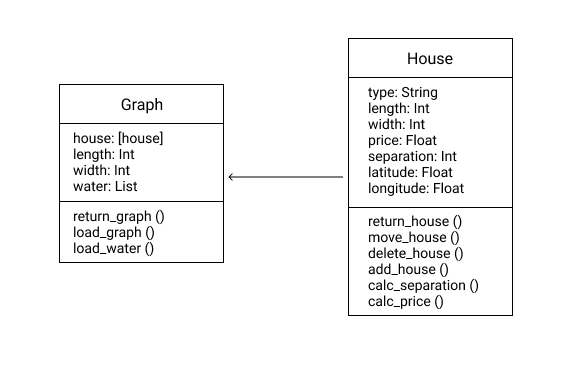 Graph
house: [house]
length: Int
width: Int
water: List
return_graph ()
load_graph ()
load_water ()
House
type: String
length: Int
width: Int
price: Float
separation: Int
latitude: Float
longitude: Float
return_house ()
move_house ()
delete_house ()
add_house ()
calc_separation ()
calc_price ()